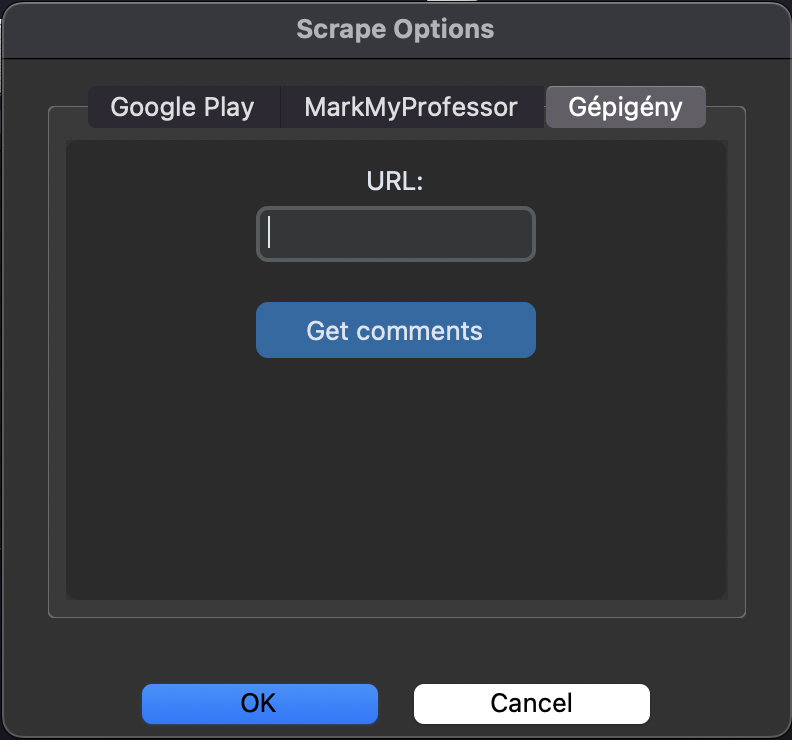 Scrape Options
Google Play MarkMyProfessor Gépigény
URL:
Get comments
OK Cancel